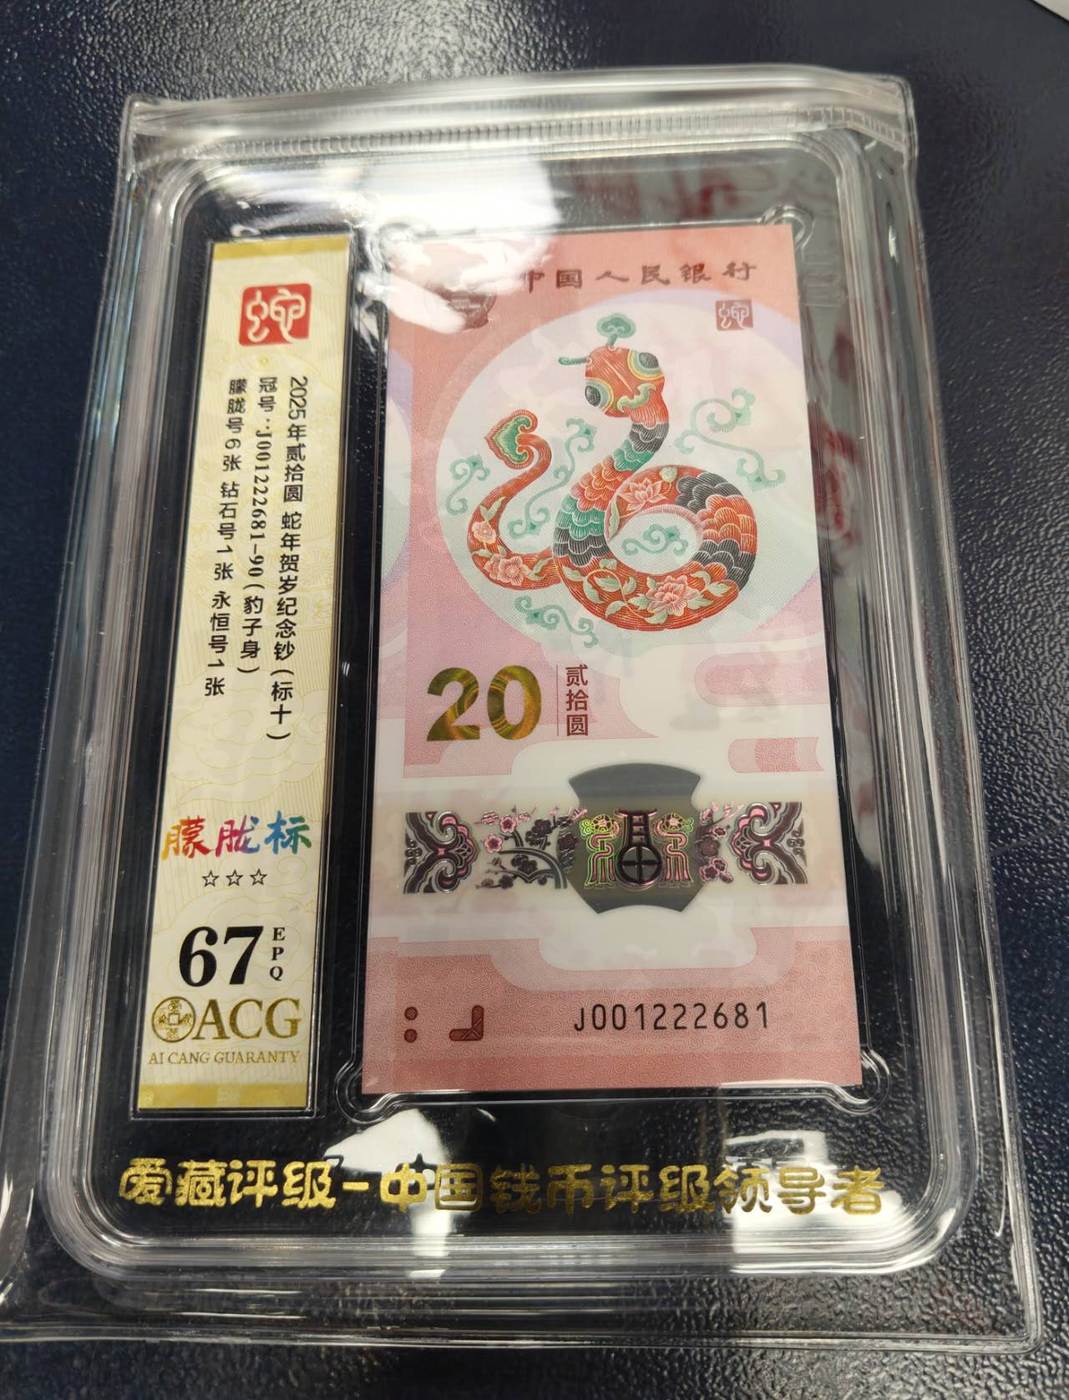 蛇
2025年贰拾圆 蛇年贺岁纪念钞(标十)
冠号:J001222681-90(豹子身)
朦胧号6张 钻石号1张 永恒号1张
朦胧标
☆☆☆
67 EPQ
ACG
AI CANG GUARANTY
中国人民银行
蛇
20 贰拾圆
J001222681
爱藏评级-中国钱币评级领导者